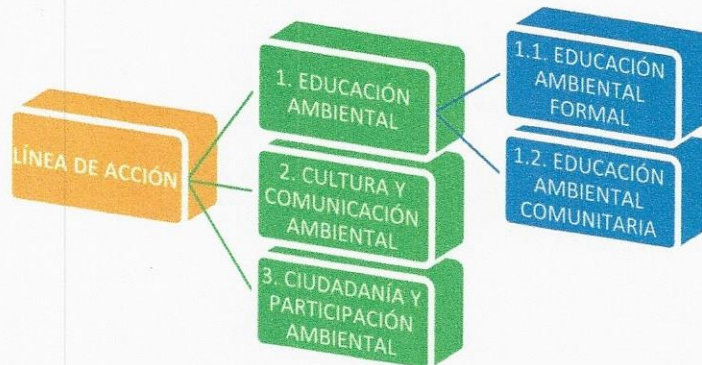 LÍNEA DE ACCIÓN
1. EDUCACIÓN
AMBIENTAL
2. CULTURA Y
COMUNICACIÓN
AMBIENTAL
3. CIUDADANÍA Y
PARTICIPACIÓN
AMBIENTAL
1.1. EDUCACIÓN
AMBIENTAL
FORMAL
1.2. EDUCACIÓN
AMBIENTAL
COMUNITARIA